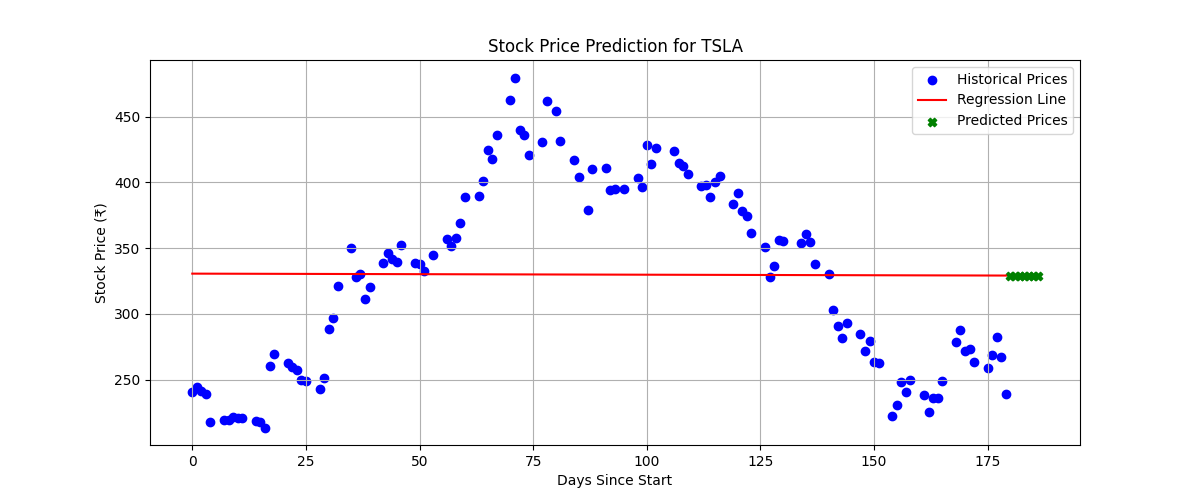 Stock Price Prediction for TSLA
Historical Prices
Regression Line
Predicted Prices
Stock Price (₹)
450
400
350
300
250
0 25 50 75 100 125 150 175
Days Since Start